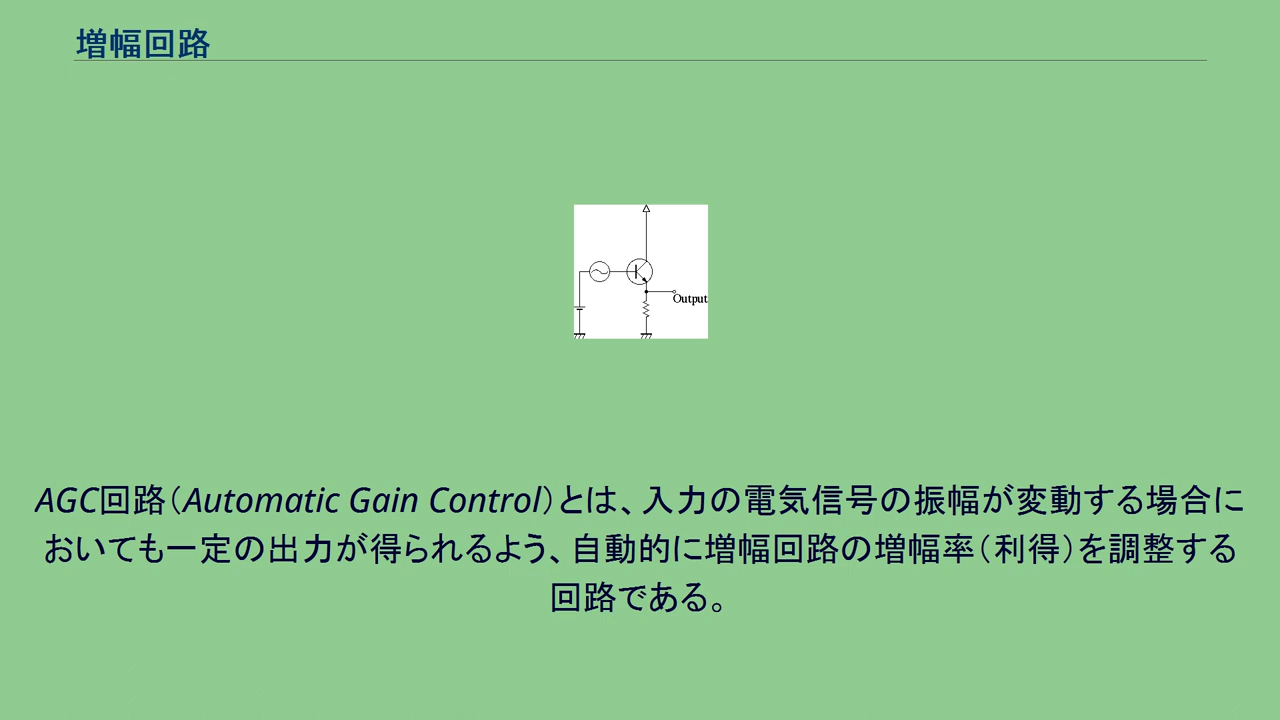 増幅回路
Output
AGC回路（Automatic Gain Control）とは、入力の電気信号の振幅が変動する場合に
おいても一定の出力が得られるよう、自動的に増幅回路の増幅率（利得）を調整する
回路である。